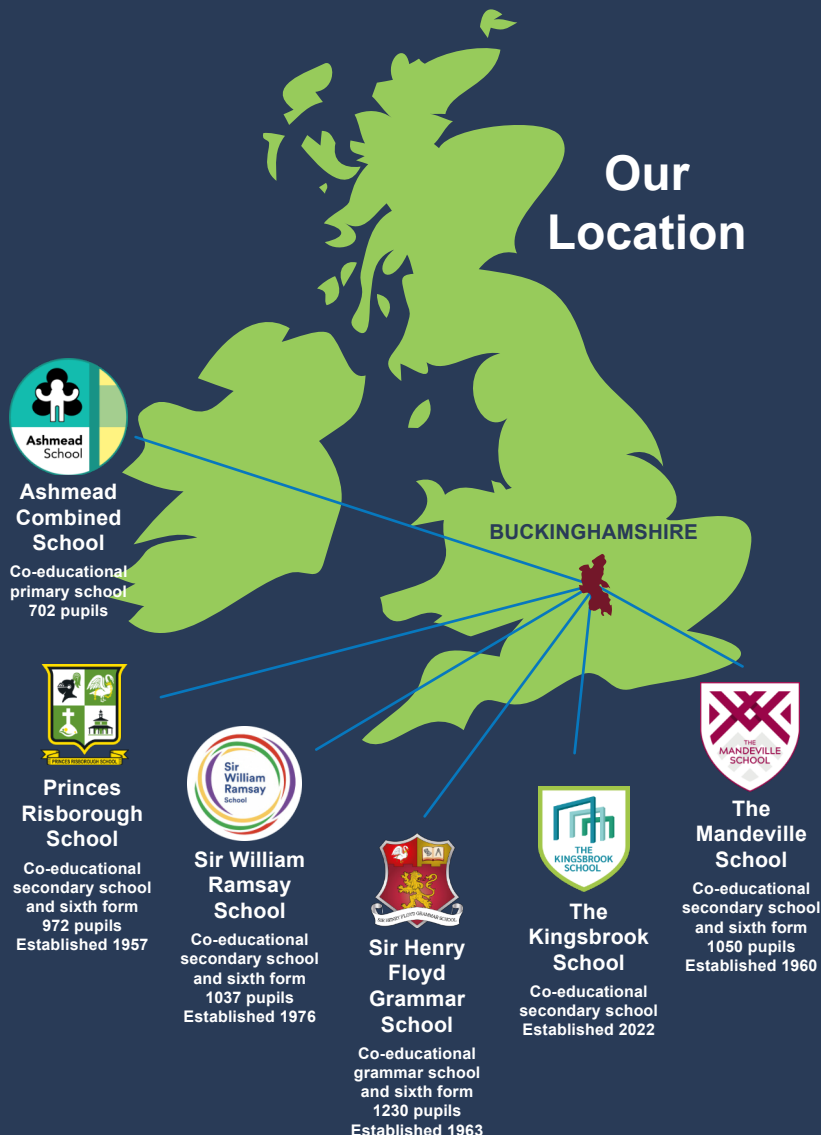 Our
Location
Ashmead
School
Ashmead
Combined
School
Co-educational
primary school
702 pupils
BUCKINGHAMSHIRE
PRINCES RISBOROUGH SCHOOL
Princes
Risborough
School
Co-educational
secondary school
and sixth form
972 pupils
Established 1957
Sir
William
Ramsay
School
Sir William
Ramsay
School
Co-educational
secondary school
and sixth form
1037 pupils
Established 1976
SIR HENRY FLOYD GRAMMAR SCHOOL
Sir Henry
Floyd
Grammar
School
Co-educational
grammar school
and sixth form
1230 pupils
Established 1963
THE
KINGSBROOK
SCHOOL
The
Kingsbrook
School
Co-educational
secondary school
Established 2022
THE
MANDEVILLE
SCHOOL
The
Mandeville
School
Co-educational
secondary school
and sixth form
1050 pupils
Established 1960